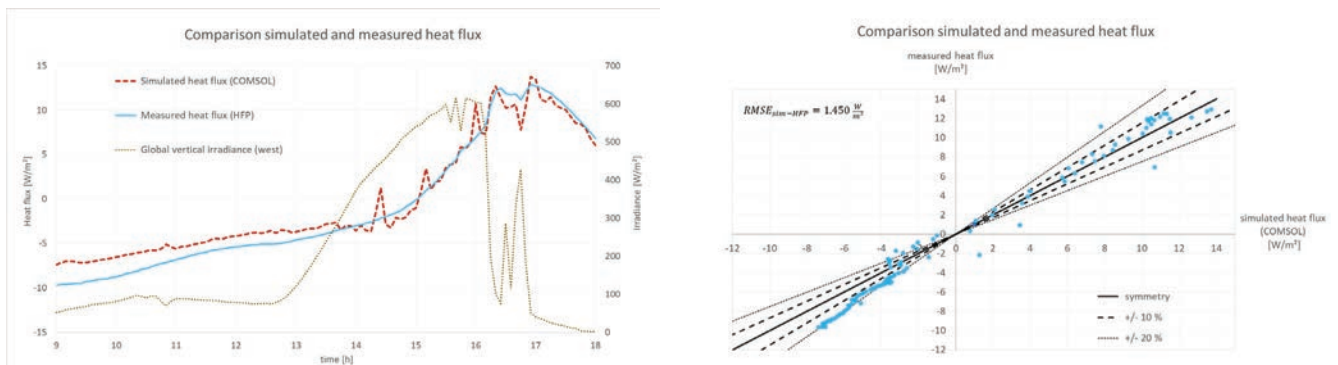 Comparison simulated and measured heat flux
15
10
5
0
-5
-10
-15
Heat flux [W/m²]
Simulated heat flux (COMSOL)
Measured heat flux (HFP)
Global vertical irradiance (west)
700
600
500
400
300
200
100
0
Irradiance [W/m²]
9 10 11 12 13 14 15 16 17 18
time [h]
Comparison simulated and measured heat flux
measured heat flux
[W/m²]
RMSE sim-HFP = 1.450 W/m²
14
12
10
8
6
4
2
0
-2
-4
-6
-8
-10
-12
-12 -10 -8 -6 -4 -2 0 2 4 6 8 10 12 14
simulated heat flux
(COMSOL)
[W/m²]
symmetry
+/- 10 %
+/- 20 %